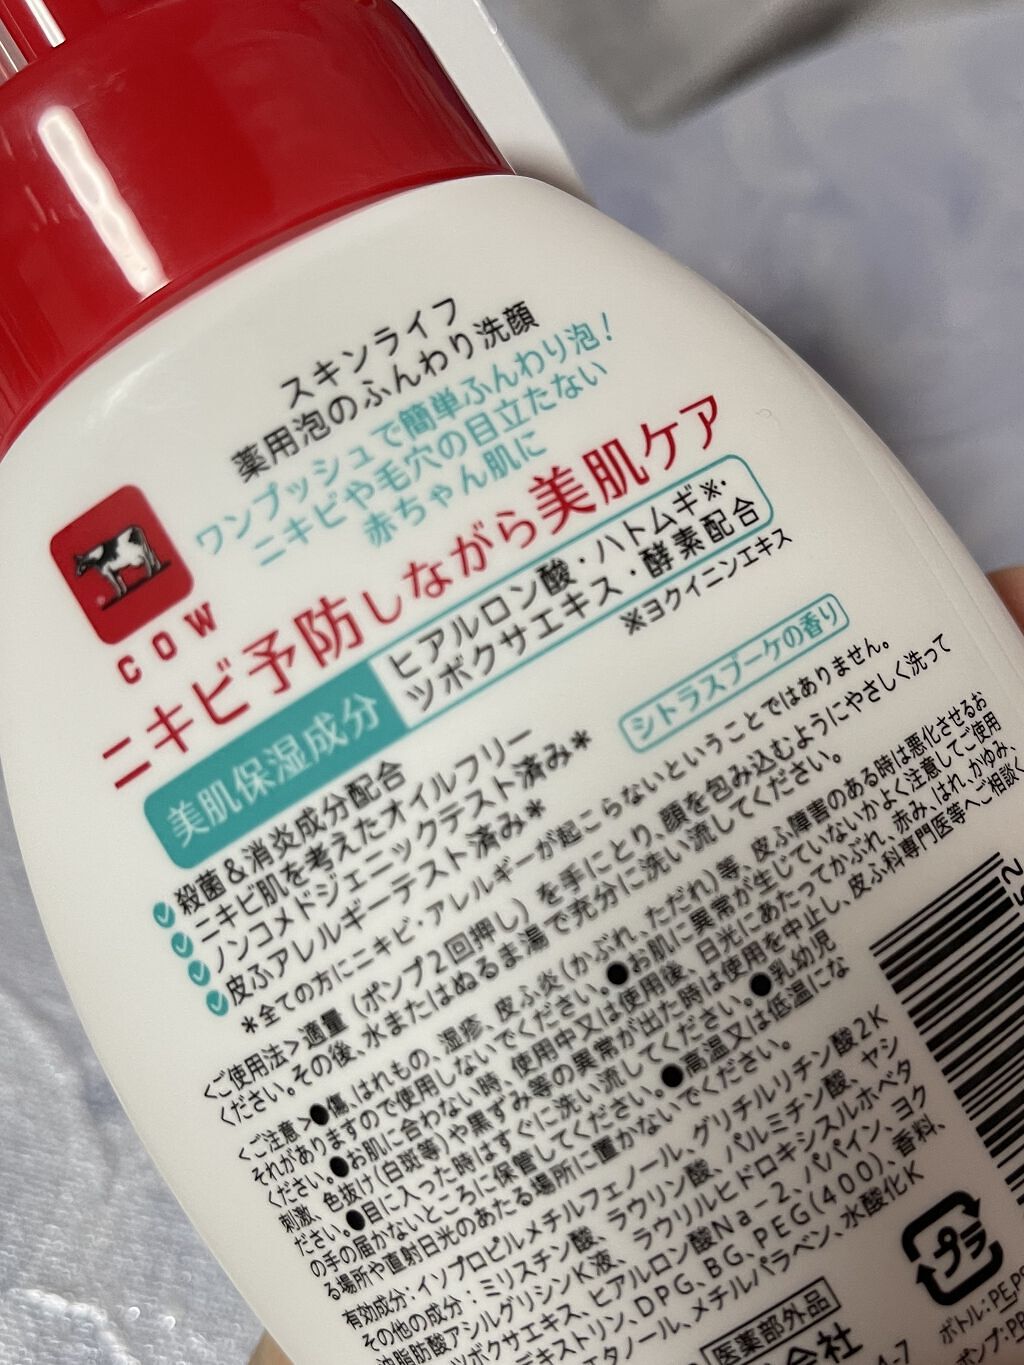 スキンライフ
薬用泡のふんわり洗顔
ワンプッシュで簡単ふんわり泡!
ニキビや毛穴の目立たない
赤ちゃん肌に
COW
ニキビ予防しながら美肌ケア
美肌保湿成分
ヒアルロン酸・ハトムギ※・
ツボクサエキス・酵素配合
※ヨクイニンエキス
殺菌&消炎成分配合
ニキビ肌を考えたオイルフリー
ノンコメドジェニックテスト済み*
皮ふアレルギーテスト済み*
シトラスブーケの香り
*全ての方にニキビ・アレルギーが起こらないということではありません。
<ご使用法>適量(ポンプ2回押し)を手にとり、顔を包み込むようにやさしく洗って
ください。その後、水またはぬるま湯で充分に洗い流してください。
<ご注意>●傷、はれもの、湿疹、皮ふ炎(かぶれ、ただれ)等、皮ふ障害のある時は悪化させるお
それがありますので使用しないでください。●お肌に異常が生じていないかよく注意してご使用
ください。●お肌に合わない時、使用中又は使用後、日光にあたってかぶれ、赤み、はれ、かゆみ、
刺激、色抜け(白斑等)や黒ずみ等の異常が出た時は使用を中止し、皮ふ科専門医等へご相談く
ださい。●目に入った時はすぐに洗い流してください。●乳幼児
の手の届かないところに保管してください。●高温又は低温にな
る場所や直射日光のあたる場所に置かないでください。
有効成分:イソプロピルメチルフェノール、グリチルリチン酸2K
その他の成分:ミリスチン酸、ラウリン酸、パルミチン酸、ヤシ
油脂肪酸アシルグリシンK液、ラウリルヒドロキシスルホベタ
ツボクサエキス、ヒアルロン酸Na-2、パパイン、ヨク
デキストリン、DPG、BG、PEG(400)、香料、
エタノール、メチルパラベン、水酸化K
医薬部外品
会社
プラ
ボトル:PE,PS
ポンプ:PP